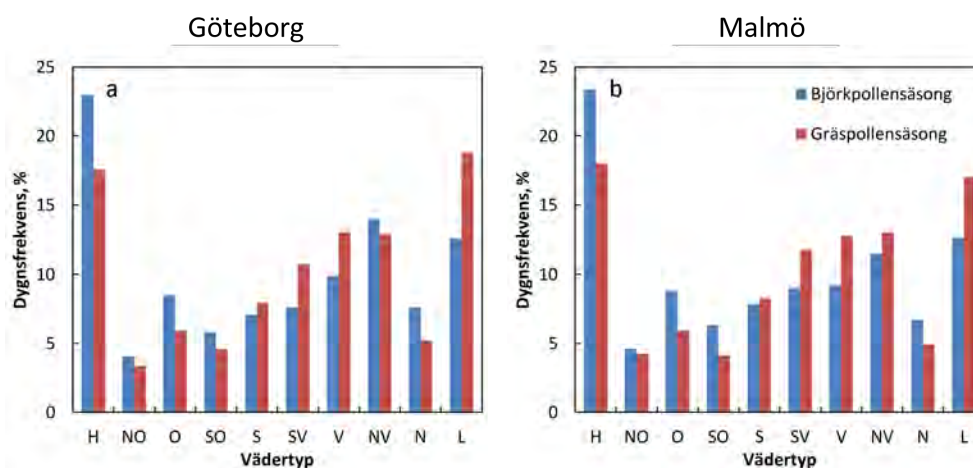 Göteborg
Malmö
25
20
15
10
5
0
Dygnsfrekvens, %
a
H NO O SO S SV V NV N L
Vädertyp
25
20
15
10
5
0
Dygnsfrekvens, %
b
Björkpollensäsong
Gräspollensäsong
H NO O SO S SV V NV N L
Vädertyp